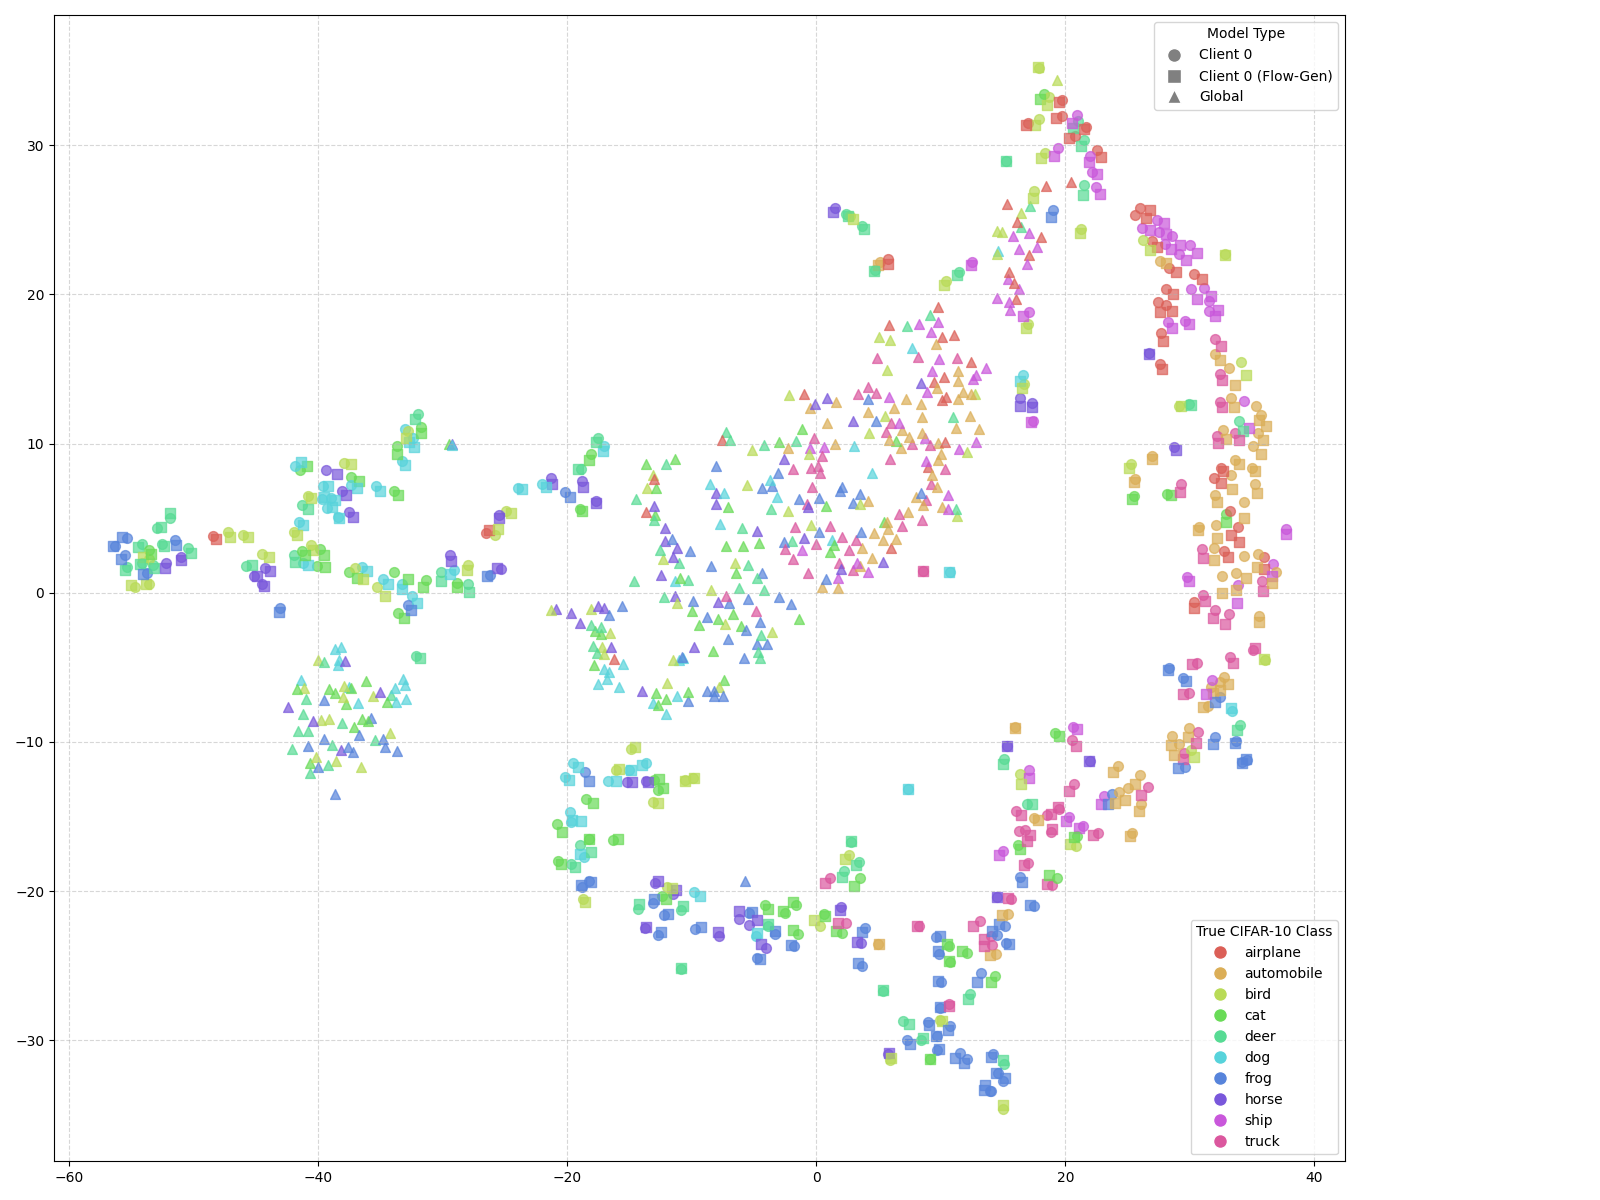 Model Type
Client 0
Client 0 (Flow-Gen)
Global
30
20
10
0
−10
−20
−30
True CIFAR-10 Class
airplane
automobile
bird
cat
deer
dog
frog
horse
ship
truck
−60
−40
−20
0
20
40